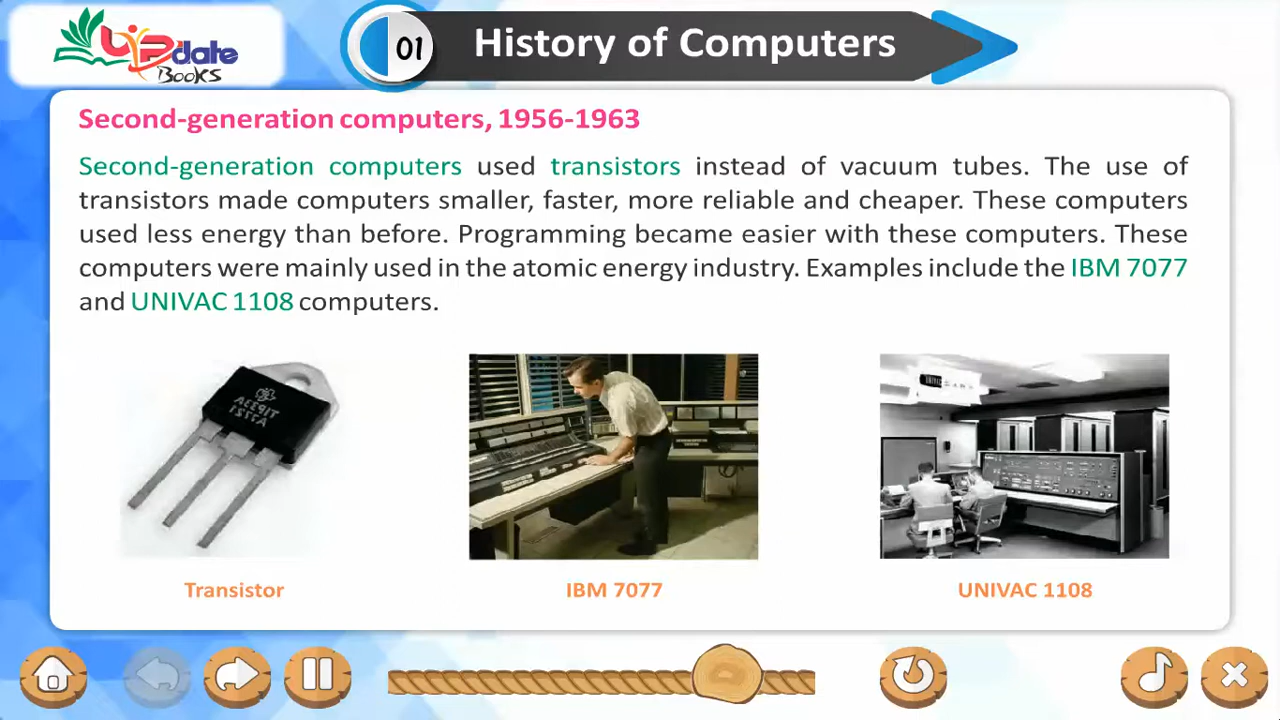 UPDate
Books
01
History of Computers
Second-generation computers, 1956-1963
Second-generation computers used transistors instead of vacuum tubes. The use of
transistors made computers smaller, faster, more reliable and cheaper. These computers
used less energy than before. Programming became easier with these computers. These
computers were mainly used in the atomic energy industry. Examples include the IBM 7077
and UNIVAC 1108 computers.
Transistor
IBM 7077
UNIVAC 1108